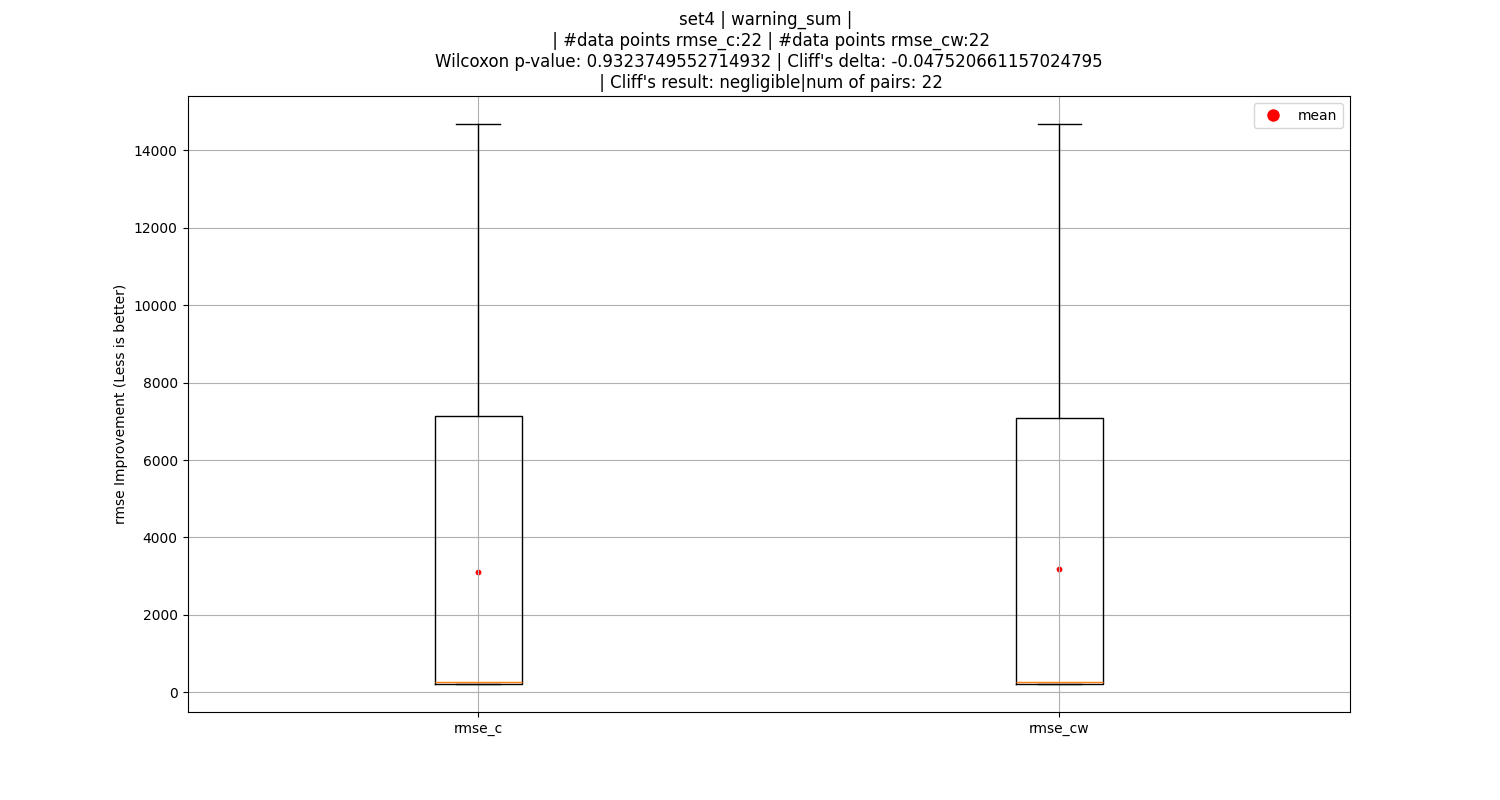 set4 | warning_sum |
| #data points rmse_c:22 | #data points rmse_cw:22
Wilcoxon p-value: 0.9323749552714932 | Cliff's delta: -0.047520661157024795
| Cliff's result: negligible|num of pairs: 22
mean
14000
12000
10000
8000
6000
4000
2000
0
rmse Improvement (Less is better)
rmse_c
rmse_cw